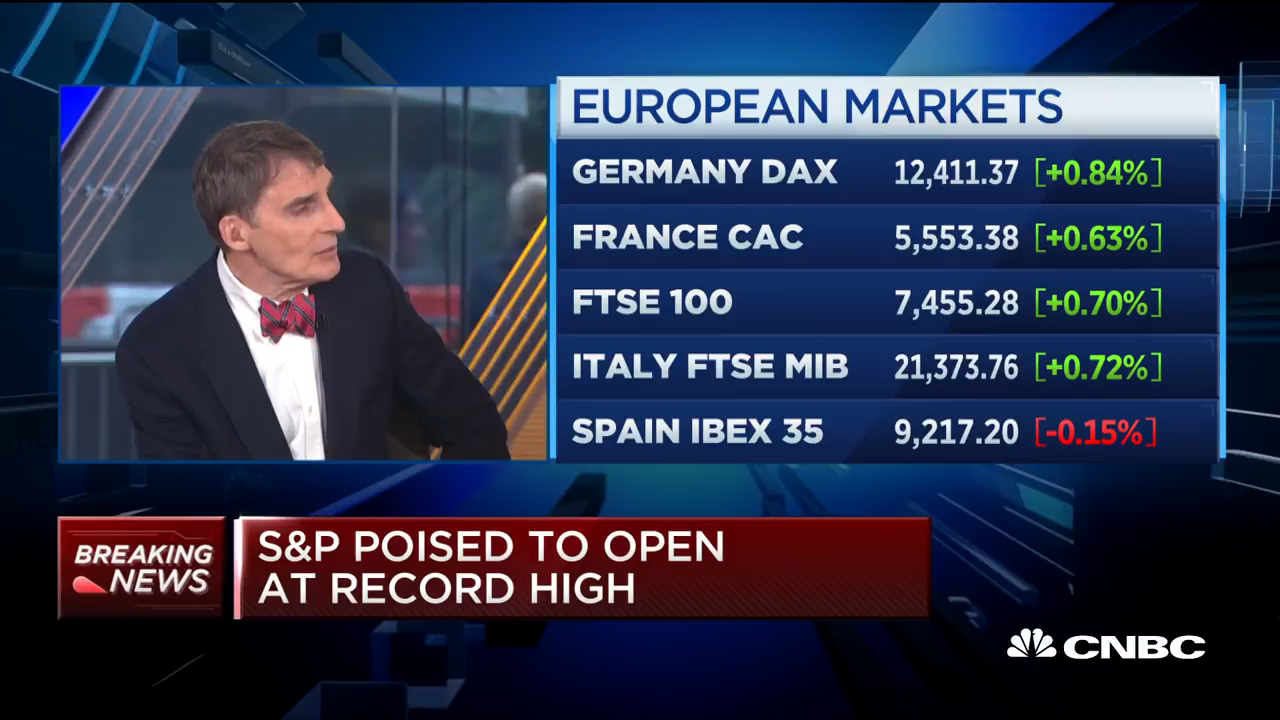 EUROPEAN MARKETS
GERMANY DAX 12,411.37 [+0.84%]
FRANCE CAC 5,553.38 [+0.63%]
FTSE 100 7,455.28 [+0.70%]
ITALY FTSE MIB 21,373.76 [+0.72%]
SPAIN IBEX 35 9,217.20 [-0.15%]
BREAKING
NEWS
S&P POISED TO OPEN
AT RECORD HIGH
CNBC